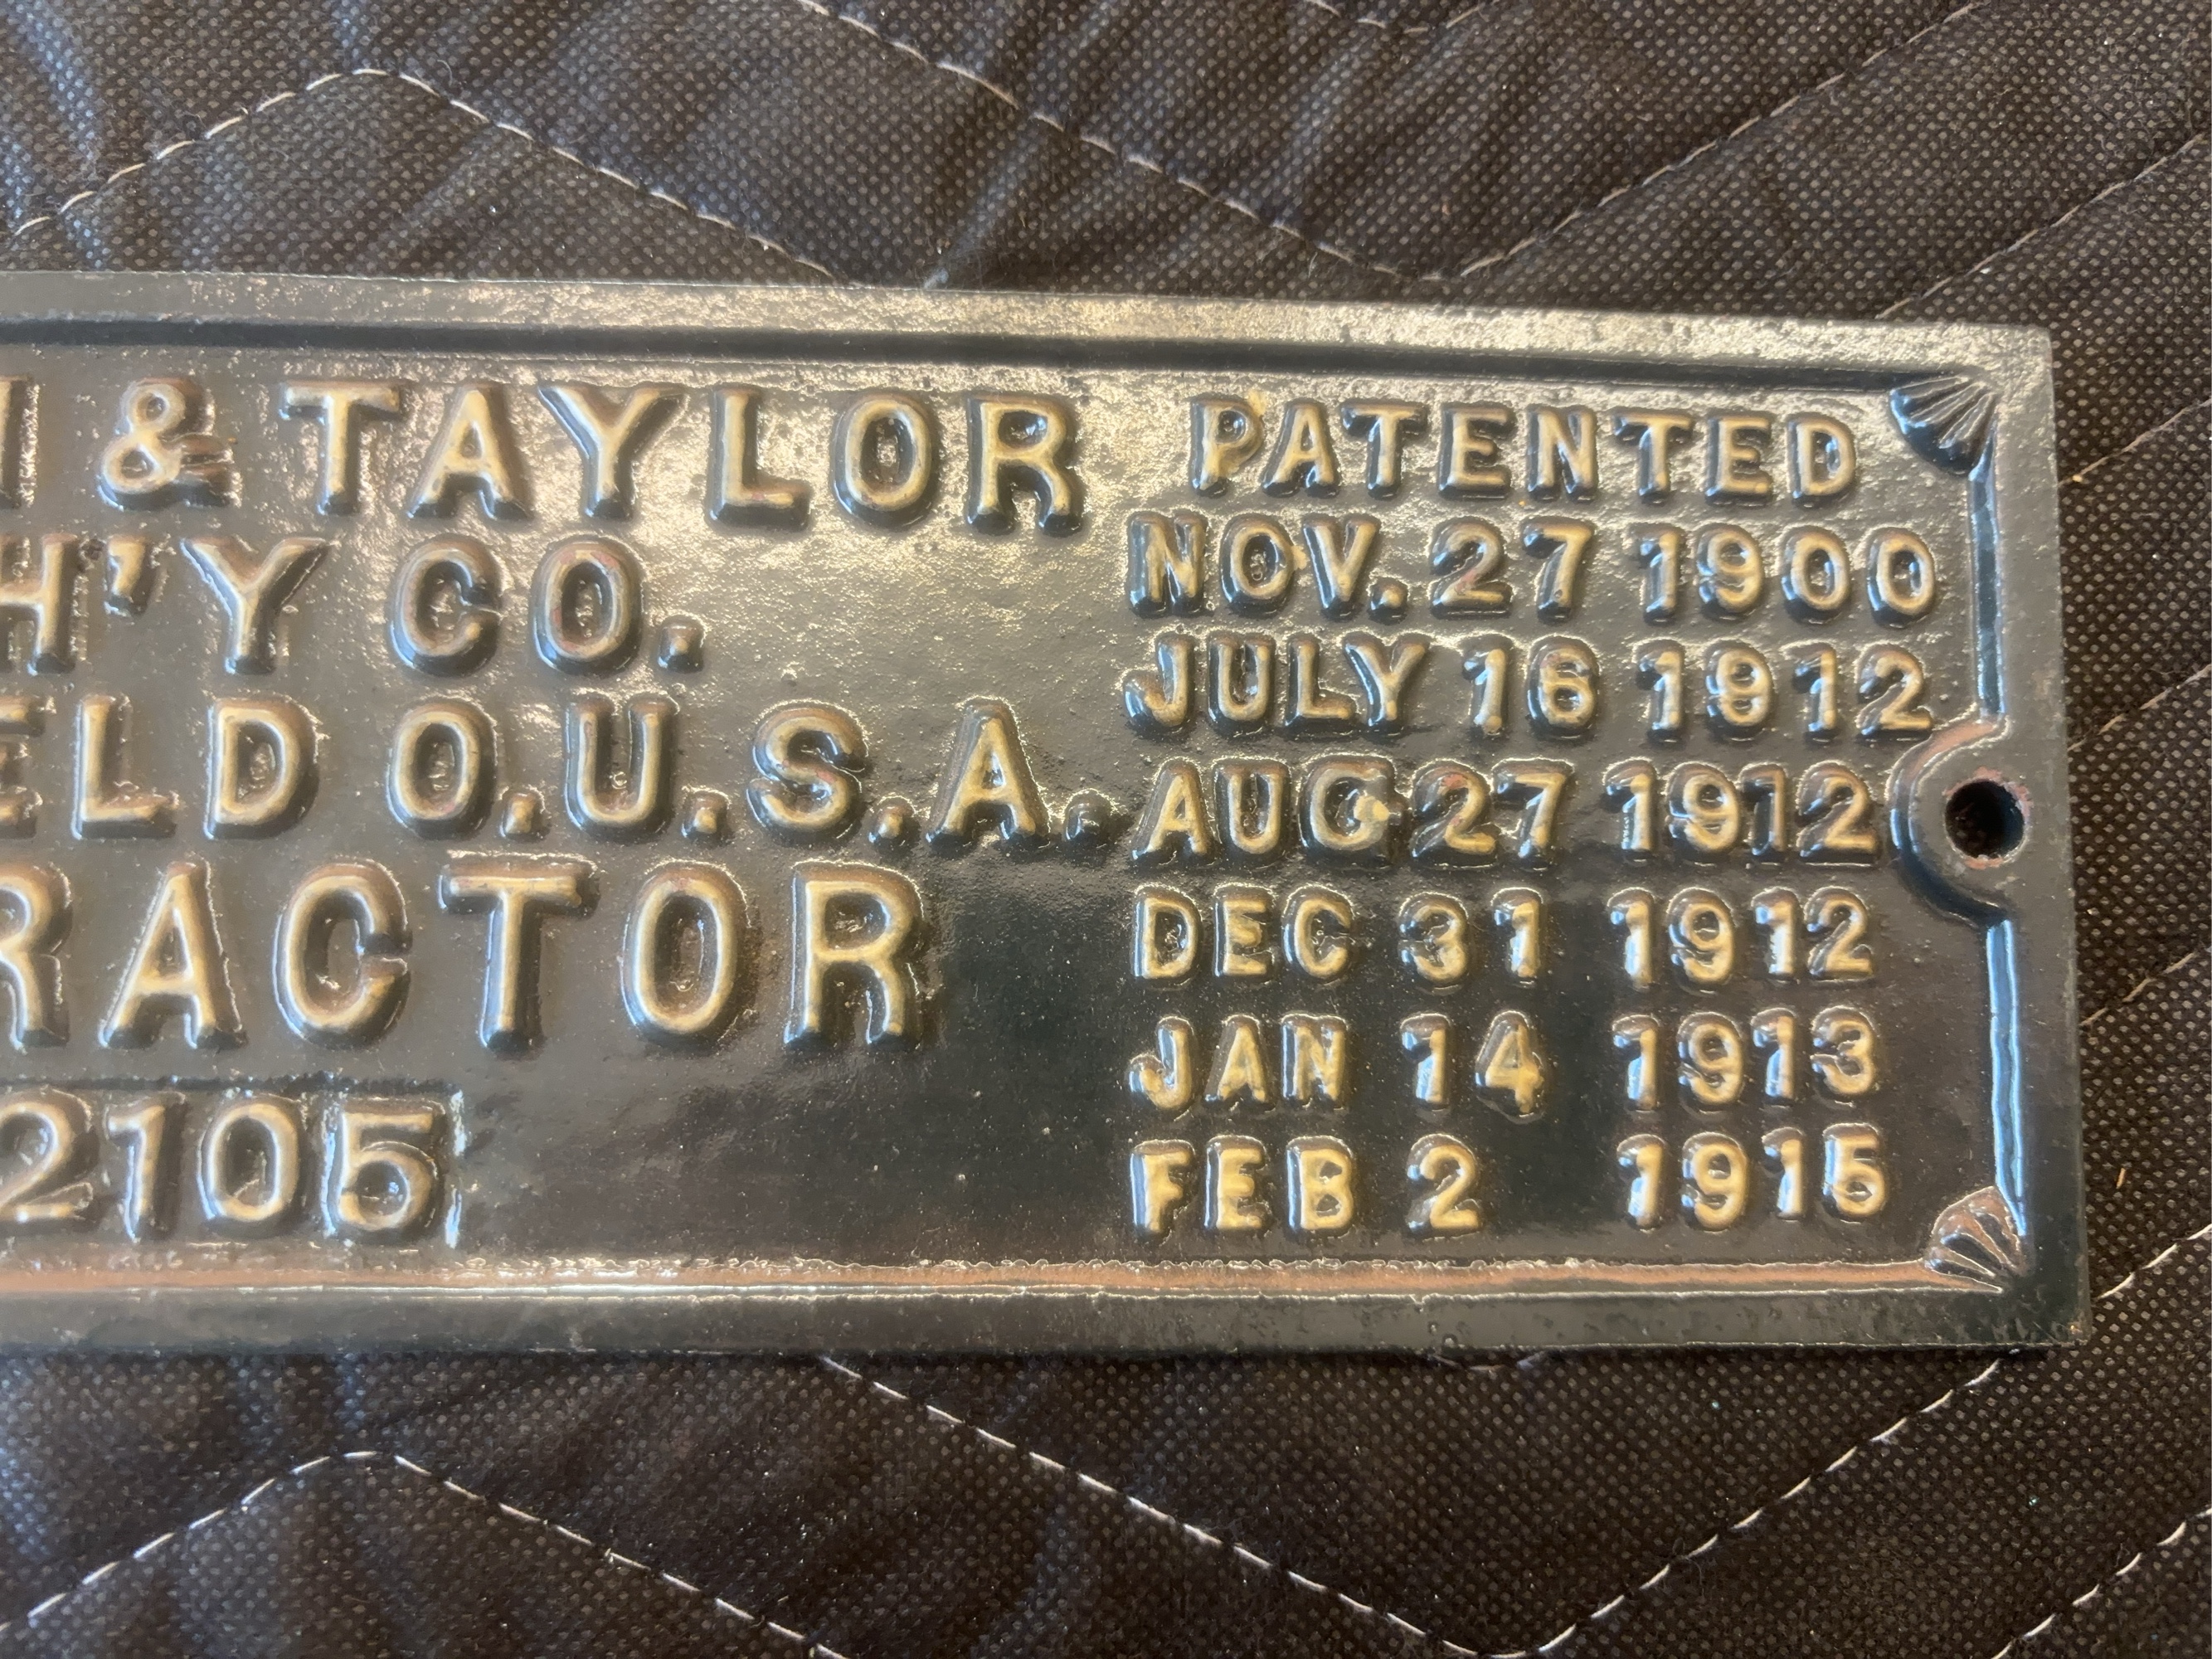 & TAYLOR
H'Y CO.
ELD O.U.S.A.
RACTOR
2105
PATENTED
NOV. 27 1900
JULY 16 1912
AUG 27 1912
DEC 31 1912
JAN 14 1913
FEB 2 1915